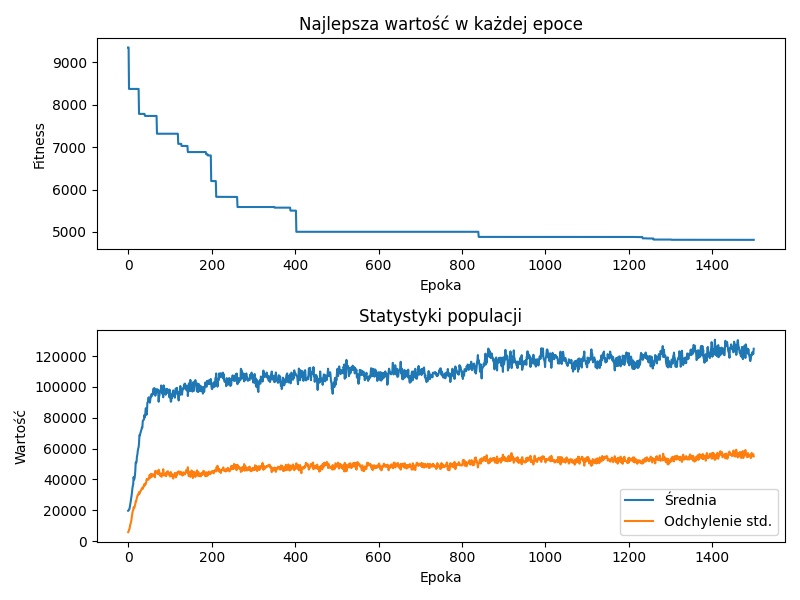 Najlepsza wartość w każdej epoce
9000
8000
7000
6000
5000
Fitness
0 200 400 600 800 1000 1200 1400
Epoka
Statystyki populacji
120000
100000
80000
60000
40000
20000
0
Wartość
Średnia
Odchylenie std.
0 200 400 600 800 1000 1200 1400
Epoka